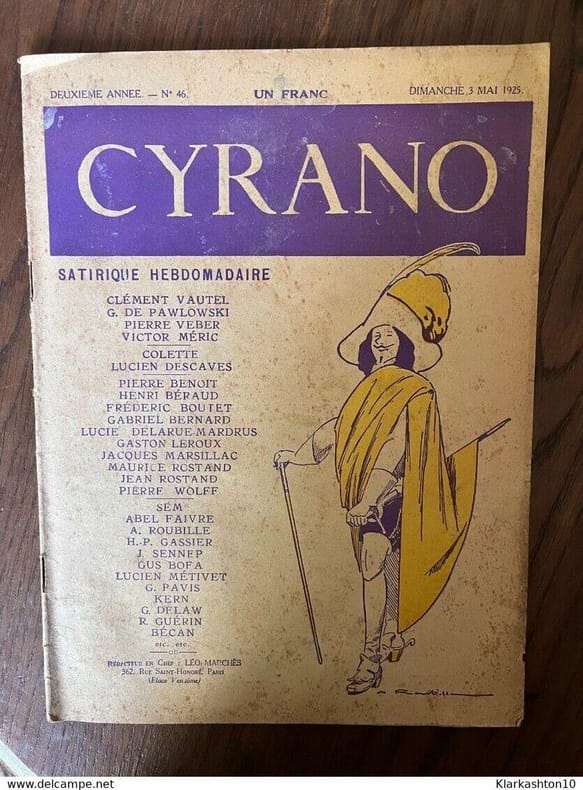 DEUXIEME ANNEE. — N° 46.
UN FRANC
DIMANCHE 3 MAI 1925.
CYRANO
SATIRIQUE HEBDOMADAIRE
CLÉMENT VAUTEL
G. DE PAWLOWSKI
PIERRE VEBER
VICTOR MÉRIC
COLETTE
LUCIEN DESCAVES
PIERRE BENOIT
HENRI BÉRAUD
FRÉDÉRIC BOUTET
GABRIEL BERNARD
LUCIE DELARUE-MARDRUS
GASTON LEROUX
JACQUES MARSILLAC
MAURICE ROSTAND
JEAN ROSTAND
PIERRE WOLFF
SEM
ABEL FAIVRE
A. ROUBILLE
H.-P. GASSIER
J. SENNEP
GUS BOFA
LUCIEN MÉTIVET
G. PAVIS
KERN
G. DELAW
R. GUÉRIN
BÉCAN
etc. etc.
RÉDACTEUR EN CHEF : LÉO MARCHÈS
362, RUE SAINT-HONORÉ, PARIS
(Place Vendôme)
Klarkashton10